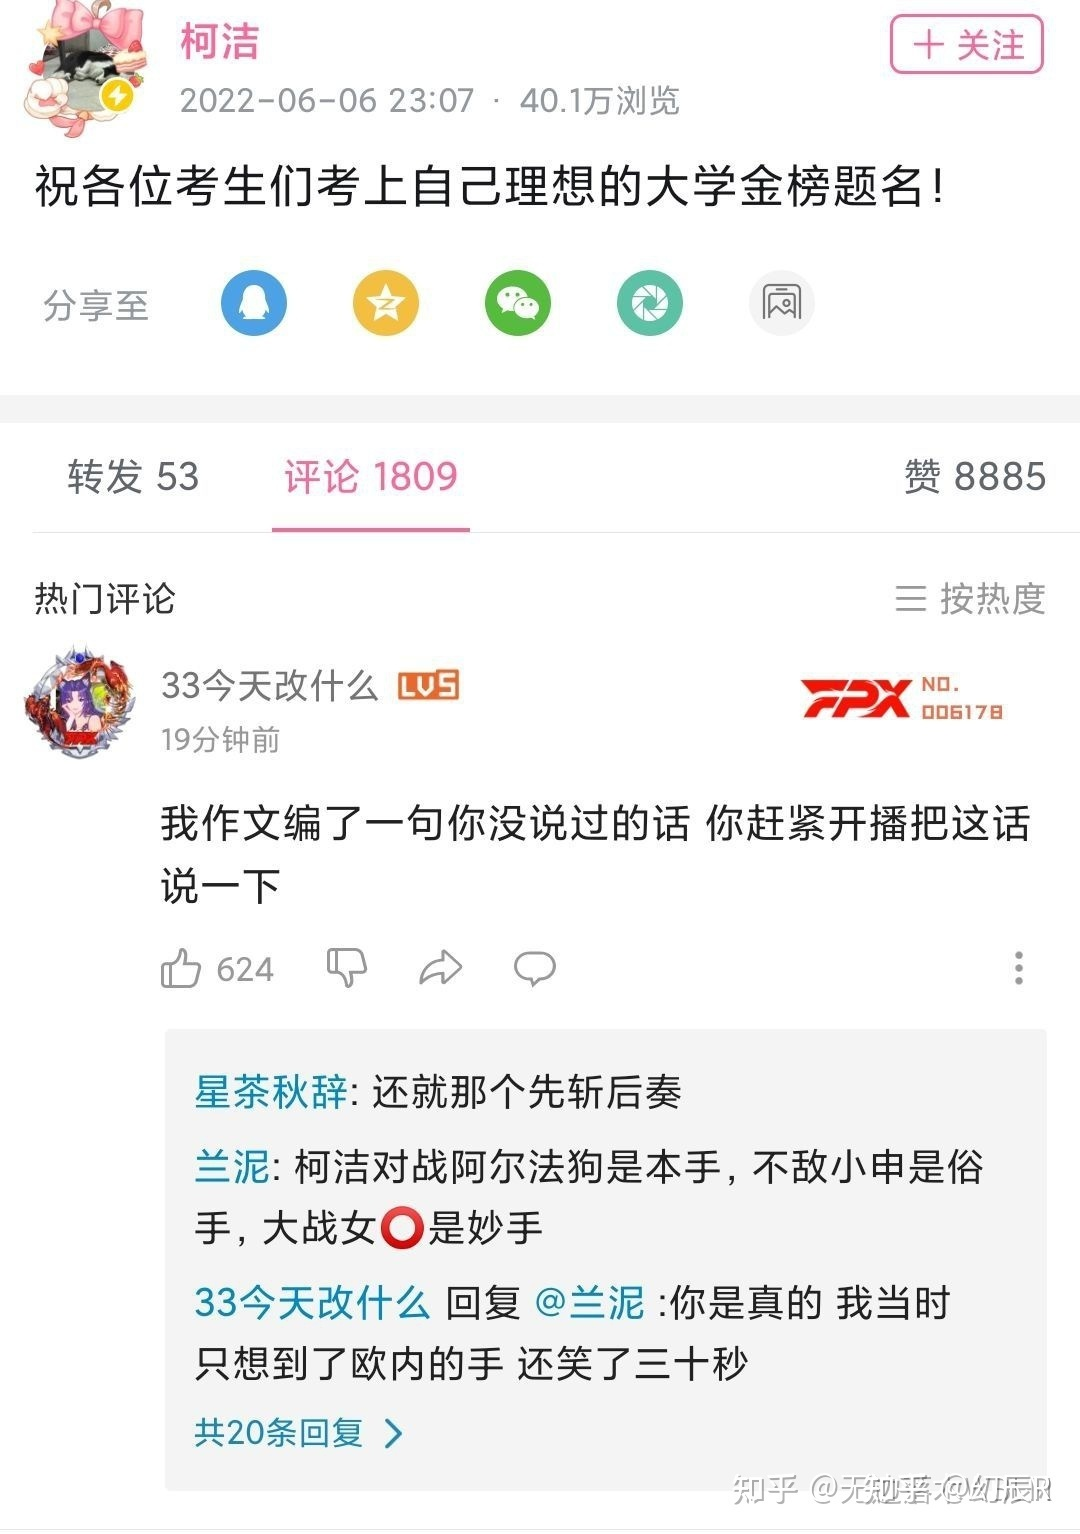 柯洁
+ 关注
2022-06-06 23:07 · 40.1万浏览
祝各位考生们考上自己理想的大学金榜题名！
分享至
转发 53
评论 1809
赞 8885
热门评论
按热度
33今天改什么 LV5
FPX NO.
006178
19分钟前
我作文编了一句你没说过的话 你赶紧开播把这话
说一下
624
星茶秋辞: 还就那个先斩后奏
兰泥: 柯洁对战阿尔法狗是本手，不敌小申是俗
手，大战女⭕是妙手
33今天改什么 回复 @兰泥 :你是真的 我当时
只想到了欧内的手 还笑了三十秒
共20条回复
知乎